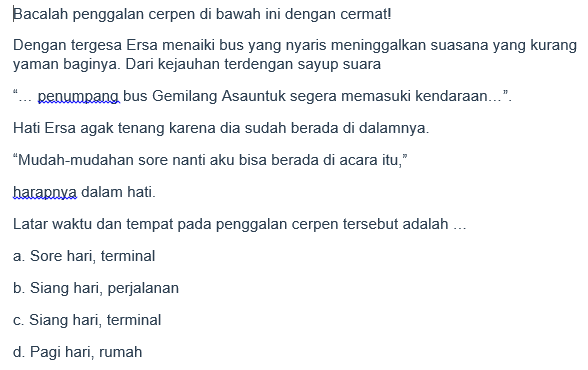 Bacalah penggalan cerpen di bawah ini dengan cermat!
Dengan tergesa Ersa menaiki bus yang nyaris meninggalkan suasana yang kurang
yaman baginya. Dari kejauhan terdengan sayup suara
“... penumpang bus Gemilang Asauntuk segera memasuki kendaraan...”.
Hati Ersa agak tenang karena dia sudah berada di dalamnya.
“Mudah-mudahan sore nanti aku bisa berada di acara itu,”
harapnya dalam hati.
Latar waktu dan tempat pada penggalan cerpen tersebut adalah ...
a. Sore hari, terminal
b. Siang hari, perjalanan
c. Siang hari, terminal
d. Pagi hari, rumah